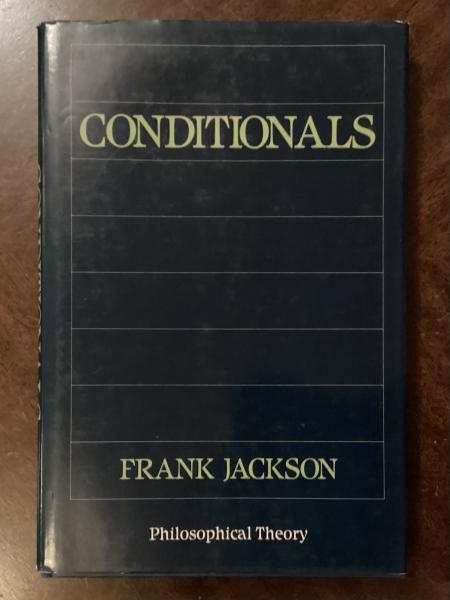 CONDITIONALS
FRANK JACKSON
Philosophical Theory